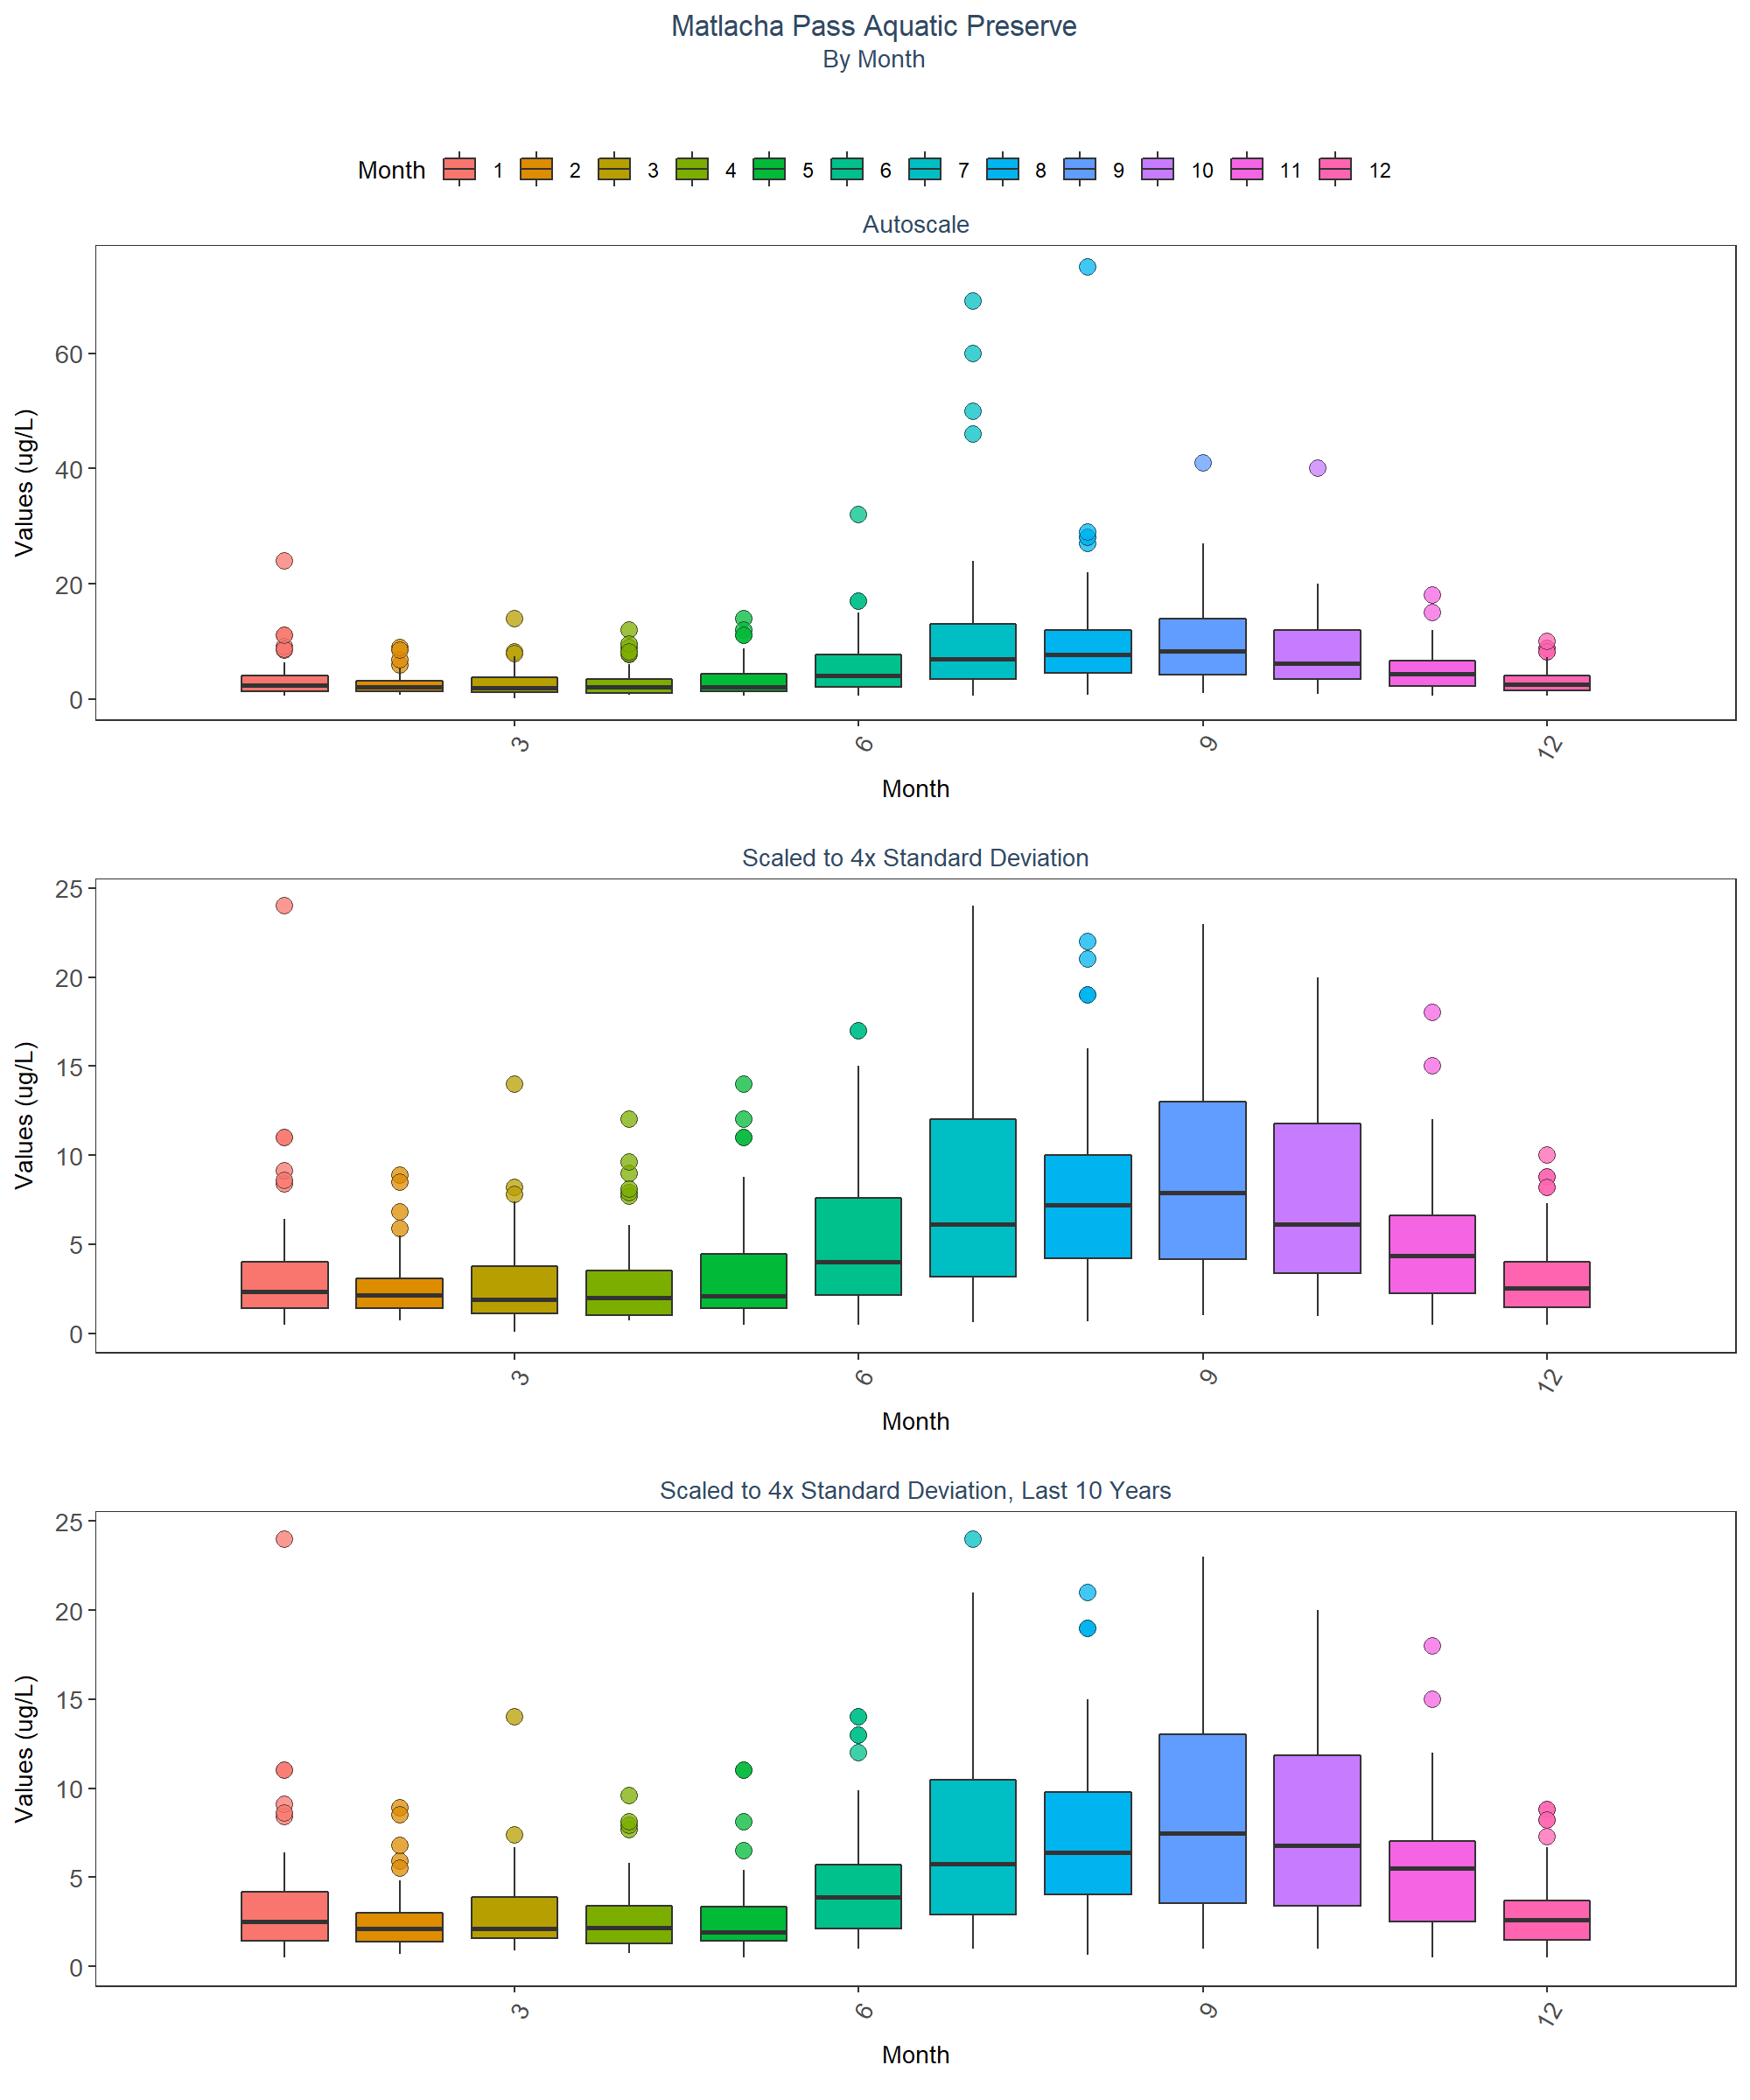 Matlacha Pass Aquatic Preserve
By Month
Month 1 2 3 4 5 6 7 8 9 10 11 12
Autoscale
Values (ug/L)
60
40
20
0
3 6 9 12
Month
Scaled to 4x Standard Deviation
Values (ug/L)
25
20
15
10
5
0
3 6 9 12
Month
Scaled to 4x Standard Deviation, Last 10 Years
Values (ug/L)
25
20
15
10
5
0
3 6 9 12
Month